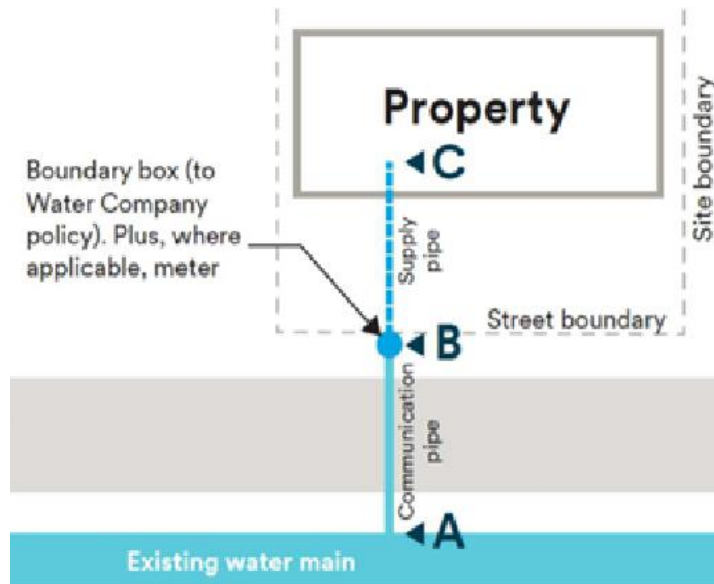 Property
C
Boundary box (to
Water Company
policy). Plus, where
applicable, meter
Supply
pipe
Site boundary
Street boundary
B
Communication
pipe
A
Existing water main